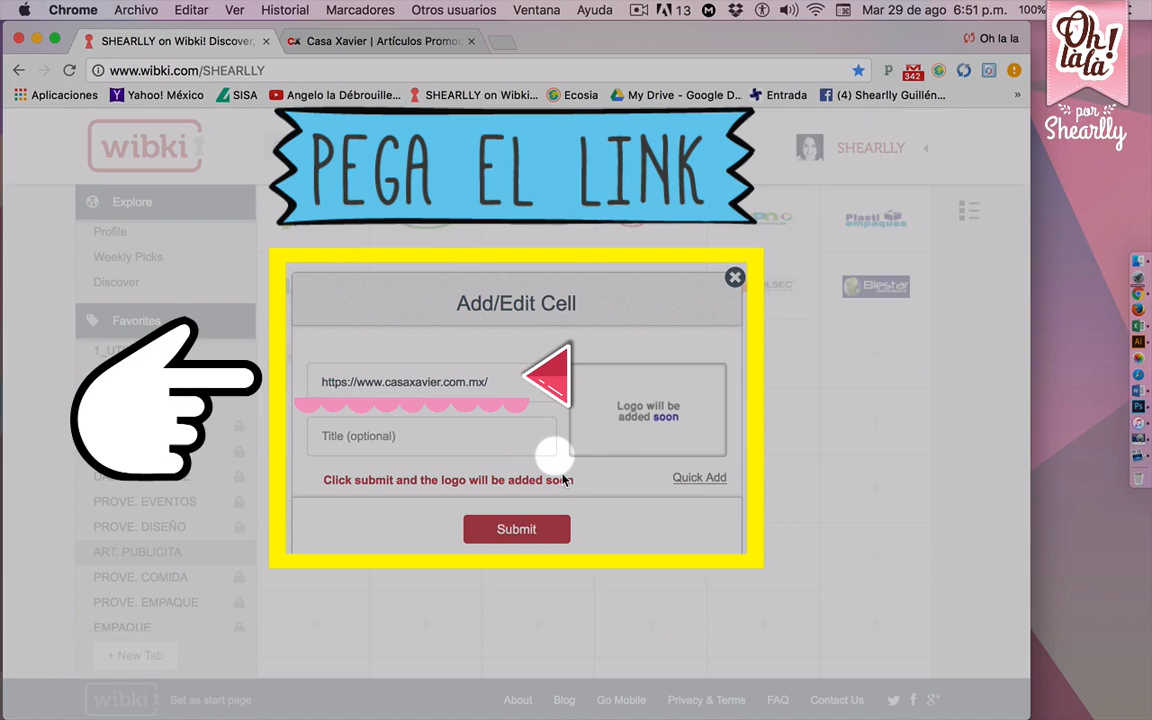 Chrome Archivo Editar Ver Historial Marcadores Otros usuarios Ventana Ayuda 13 Mar 29 de ago 6:51 p.m. 100%
SHEARLLY on Wibki! Discover, Casa Xavier | Artículos Promoc Oh la la
www.wibki.com/SHEARLLY 342
Aplicaciones Yahoo! México SISA Angelo la Débrouille... SHEARLLY on Wibki... Ecosia My Drive - Google D... Entrada (4) Shearlly Guillén... »
Oh!
là
là
por
Shearlly
wibki
PEGA EL LINK
SHEARLLY
Explore
Profile
Weekly Picks
Discover
Favorites
Plasti
empaques
Blestar
Add/Edit Cell
https://www.casaxavier.com.mx/
Title (optional)
Logo will be
added soon
Click submit and the logo will be added soon
Quick Add
Submit
PROVE. EVENTOS
PROVE. DISEÑO
ART. PUBLICITA
PROVE. COMIDA
PROVE. EMPAQUE
EMPAQUE
+ New Tab
wibki Set as start page About Blog Go Mobile Privacy & Terms FAQ Contact Us